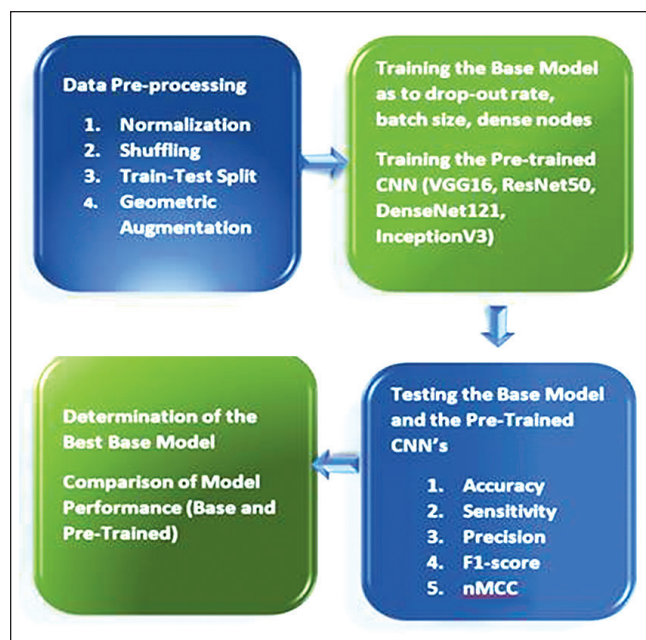 Data Pre-processing
1. Normalization
2. Shuffling
3. Train-Test Split
4. Geometric
Augmentation
Training the Base Model
as to drop-out rate,
batch size, dense nodes
Training the Pre-trained
CNN (VGG16, ResNet50,
DenseNet121,
InceptionV3)
Testing the Base Model
and the Pre-Trained
CNN's
1. Accuracy
2. Sensitivity
3. Precision
4. F1-score
5. nMCC
Determination of the
Best Base Model
Comparison of Model
Performance (Base and
Pre-Trained)